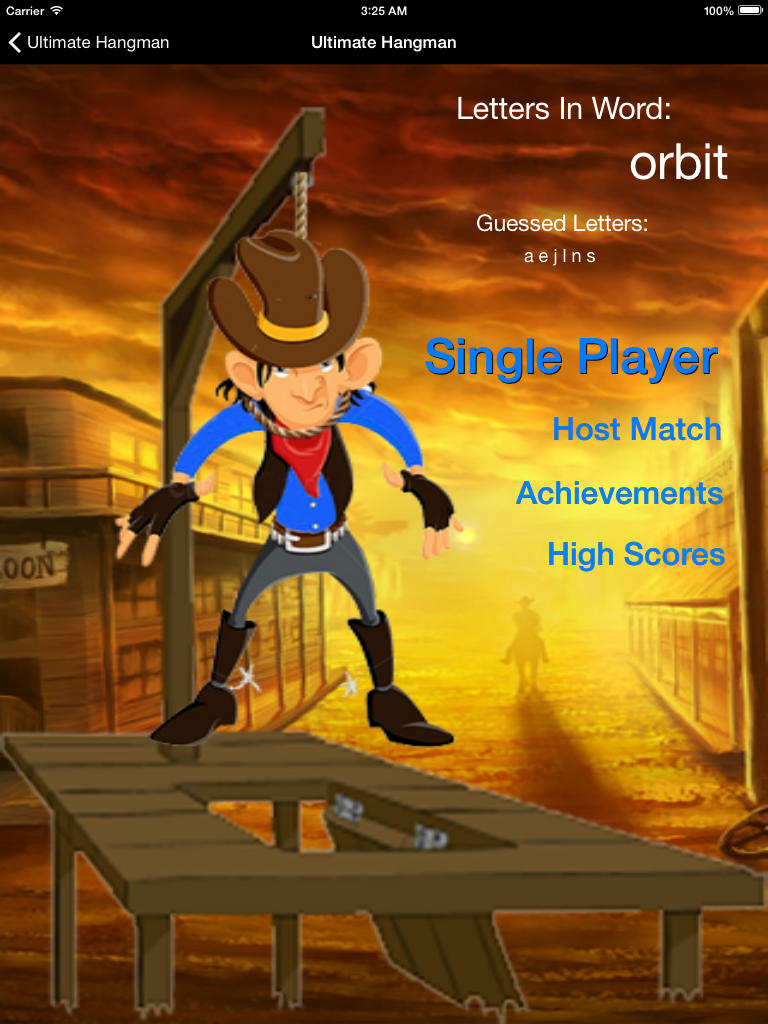 Carrier 3:25 AM 100%
Ultimate Hangman Ultimate Hangman
Letters In Word:
orbit
Guessed Letters:
a e j l n s
Single Player
Host Match
Achievements
High Scores
OON